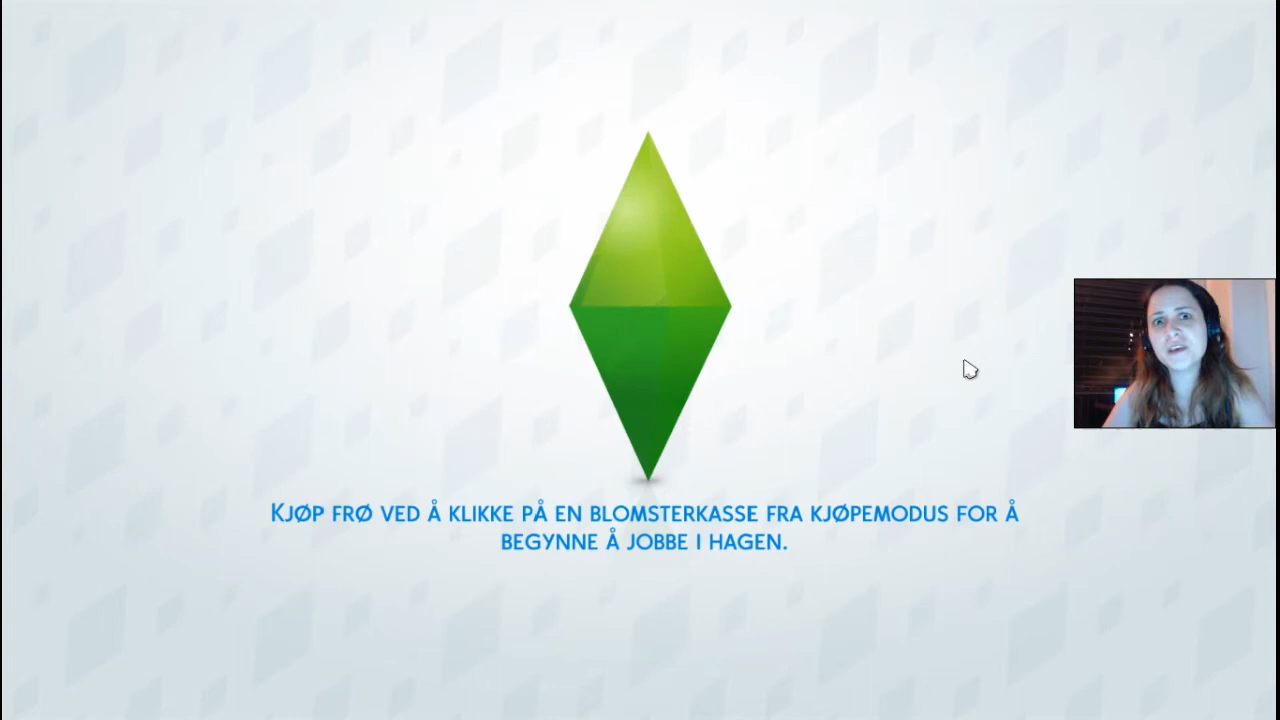 Kjøp frø ved å klikke på en blomsterkasse fra kjøpemodus for å
begynne å jobbe i hagen.